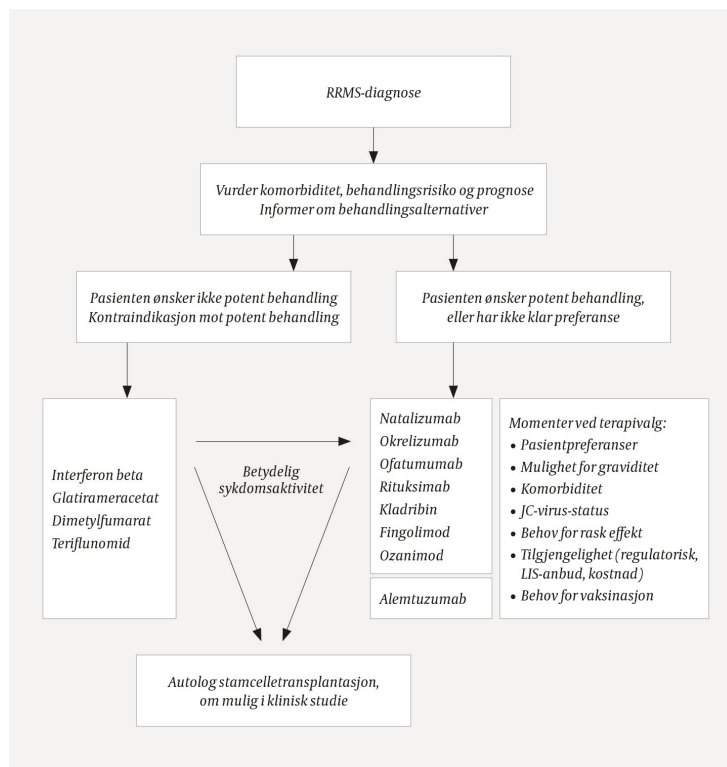 RRMS-diagnose
Vurder komorbiditet, behandlingsrisiko og prognose
Informer om behandlingsalternativer
Pasienten ønsker ikke potent behandling
Kontraindikasjon mot potent behandling
Pasienten ønsker potent behandling,
eller har ikke klar preferanse
Interferon beta
Glatirameracetat
Dimetylfumarat
Teriflunomid
Betydelig
sykdomsaktivitet
Natalizumab
Okrelizumab
Ofatumumab
Rituksimab
Kladribin
Fingolimod
Ozanimod
Alemtuzumab
Momenter ved terapivalg:
• Pasientpreferanser
• Mulighet for graviditet
• Komorbiditet
• JC-virus-status
• Behov for rask effekt
• Tilgjengelighet (regulatorisk,
LIS-anbud, kostnad)
• Behov for vaksinasjon
Autolog stamcelletransplantasjon,
om mulig i klinisk studie